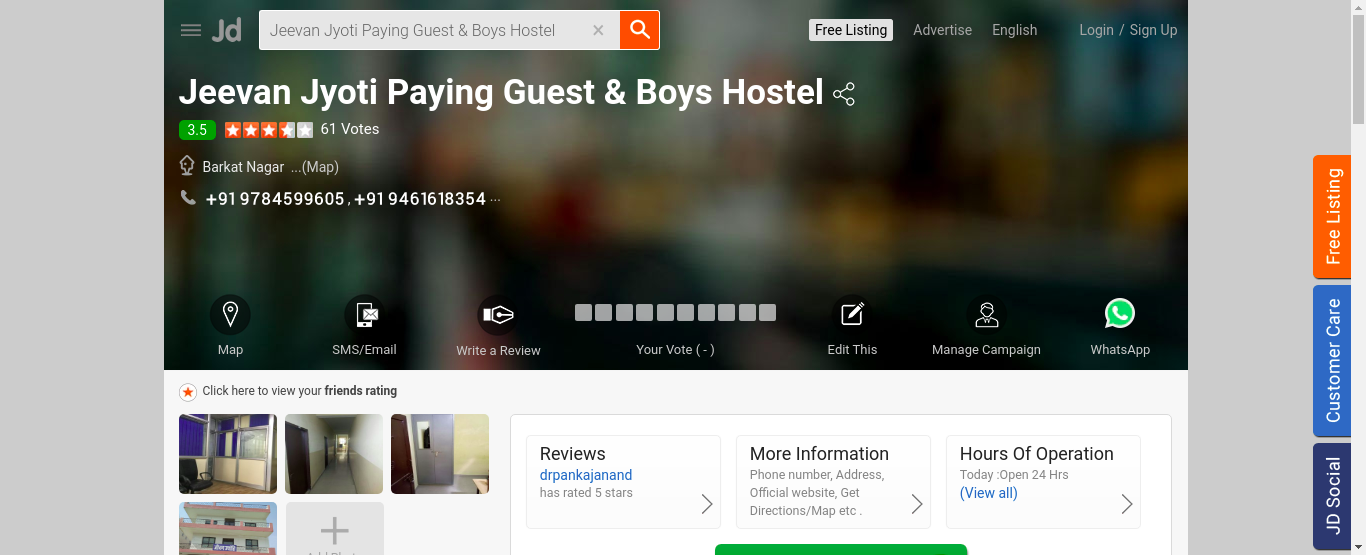 Jd
Jeevan Jyoti Paying Guest & Boys Hostel ×
Free Listing Advertise English Login / Sign Up
Jeevan Jyoti Paying Guest & Boys Hostel
3.5 61 Votes
Barkat Nagar ...(Map)
+91 9784599605 , +91 9461618354 ...
Map SMS/Email Write a Review Your Vote ( - ) Edit This Manage Campaign WhatsApp
Click here to view your friends rating
Reviews
drpankajanand
has rated 5 stars
More Information
Phone number, Address,
Official website, Get
Directions/Map etc .
Hours Of Operation
Today :Open 24 Hrs
(View all)
Free Listing
Customer Care
JD Social